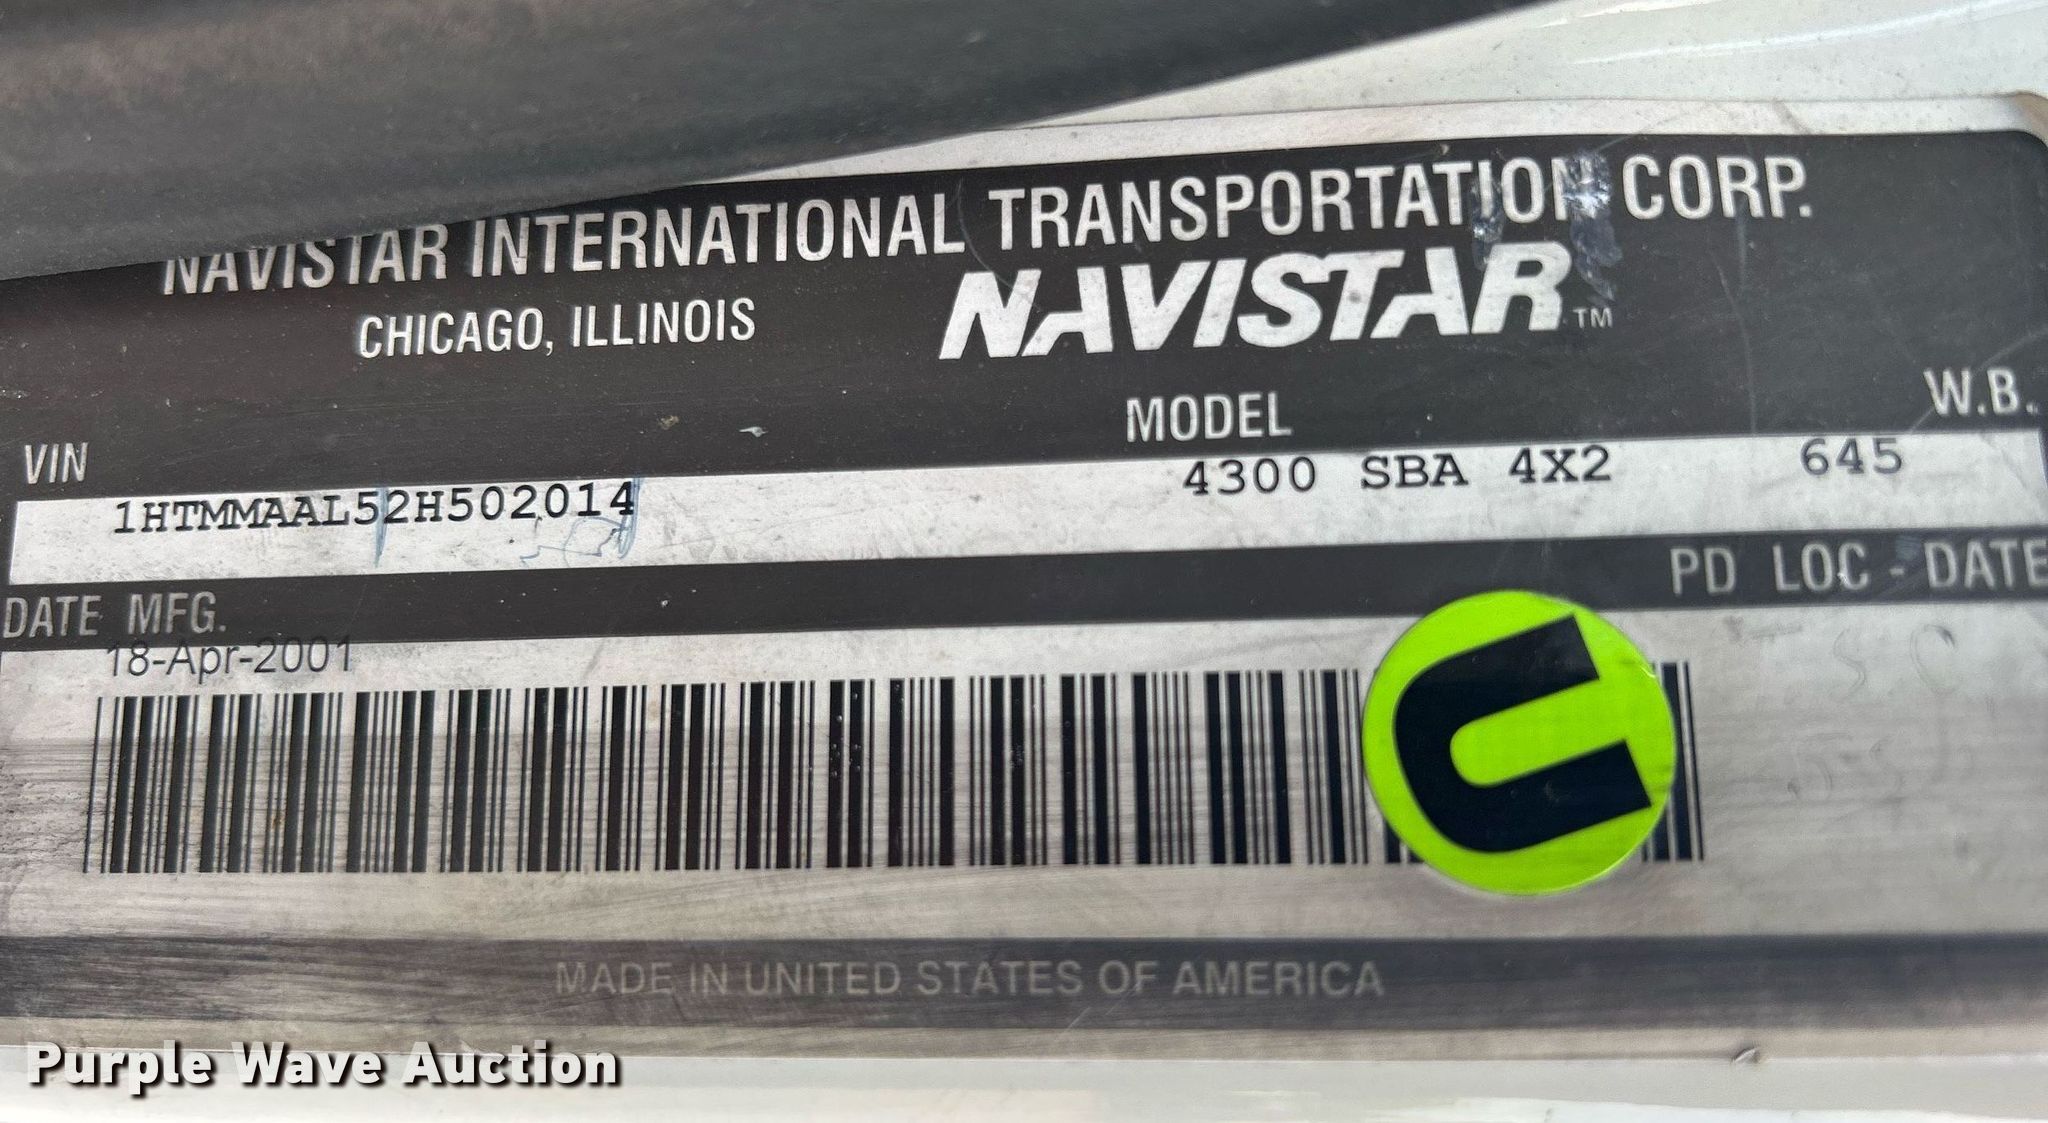 NAVISTAR INTERNATIONAL TRANSPORTATION CORP.
CHICAGO, ILLINOIS
NAVISTAR™
VIN
MODEL
W.B.
1HTMMAAL52H502014
4300 SBA 4X2
645
DATE MFG.
PD LOC - DATE
18-Apr-2001
U
MADE IN UNITED STATES OF AMERICA
Purple Wave Auction